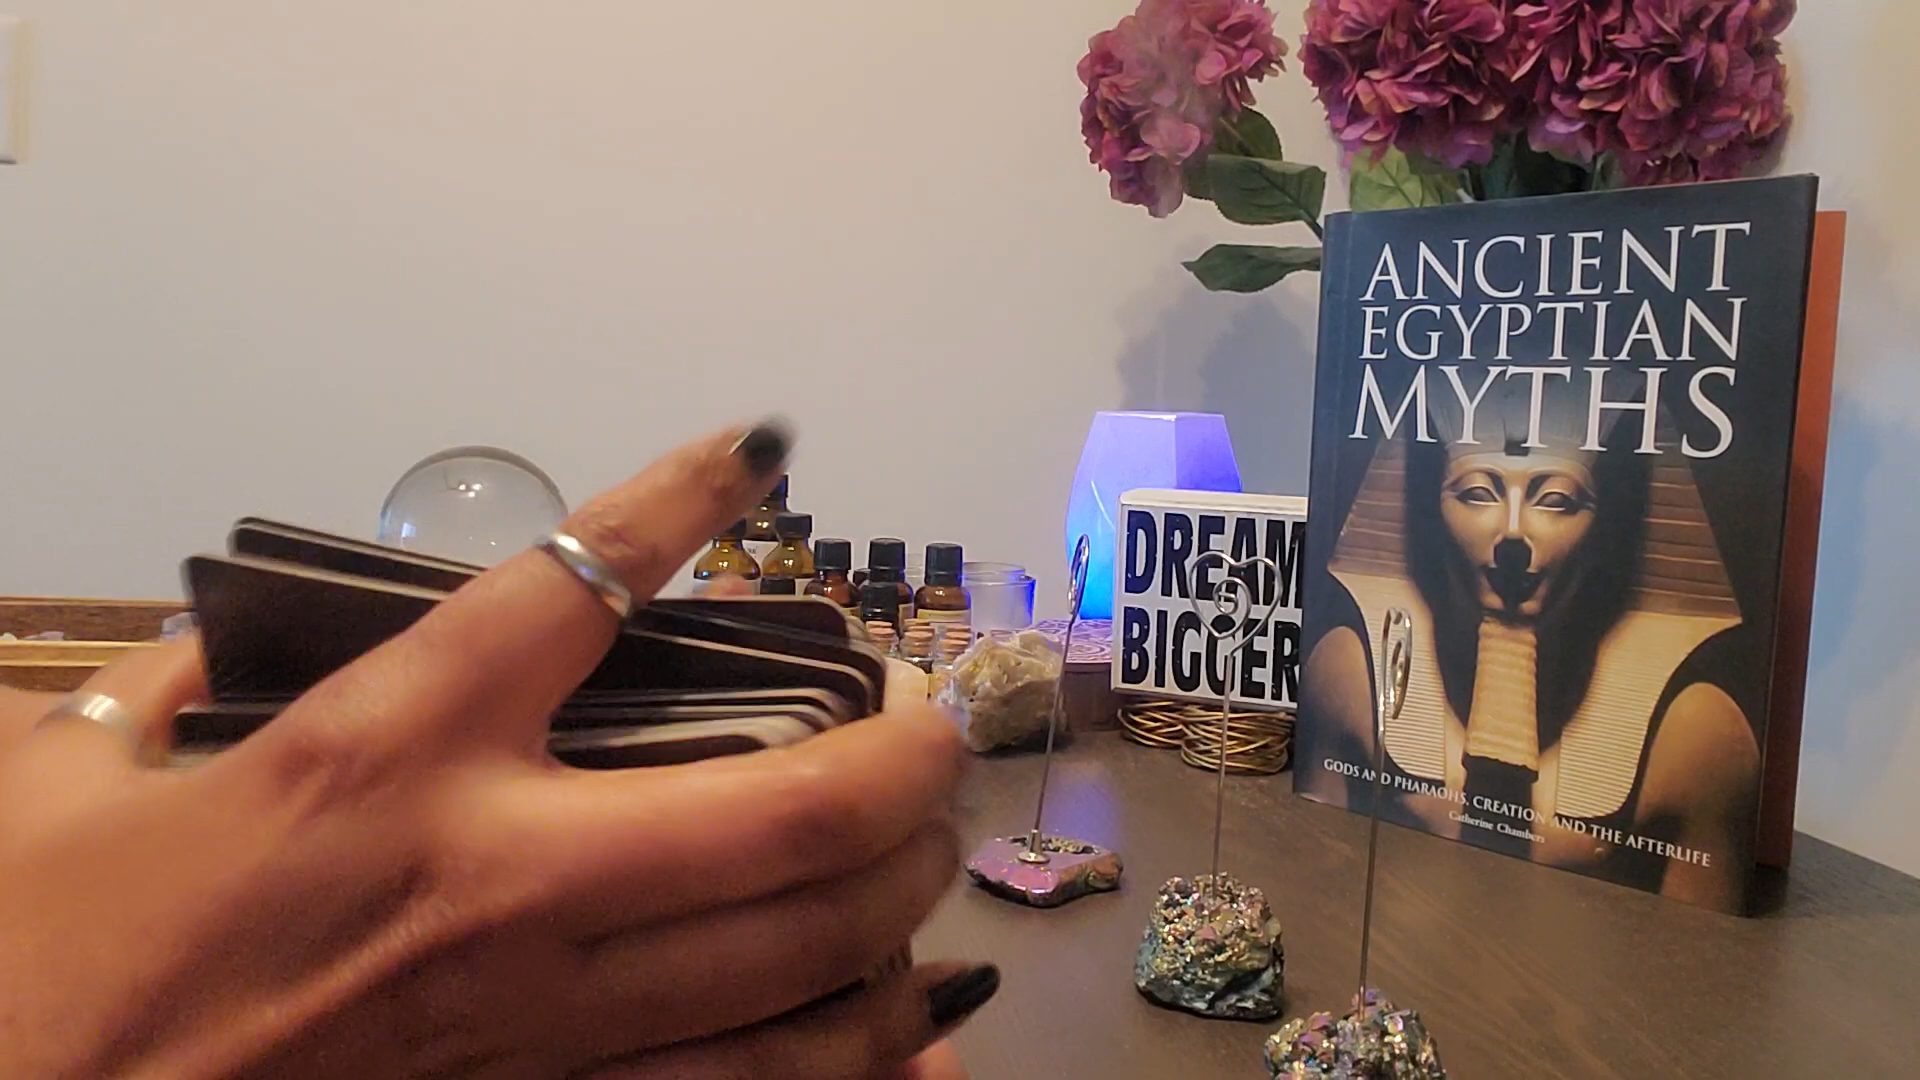 ANCIENT
EGYPTIAN
MYTHS
GODS AND PHARAOHS, CREATION AND THE AFTERLIFE
Catherine Chambers
DREAM
BIGGER